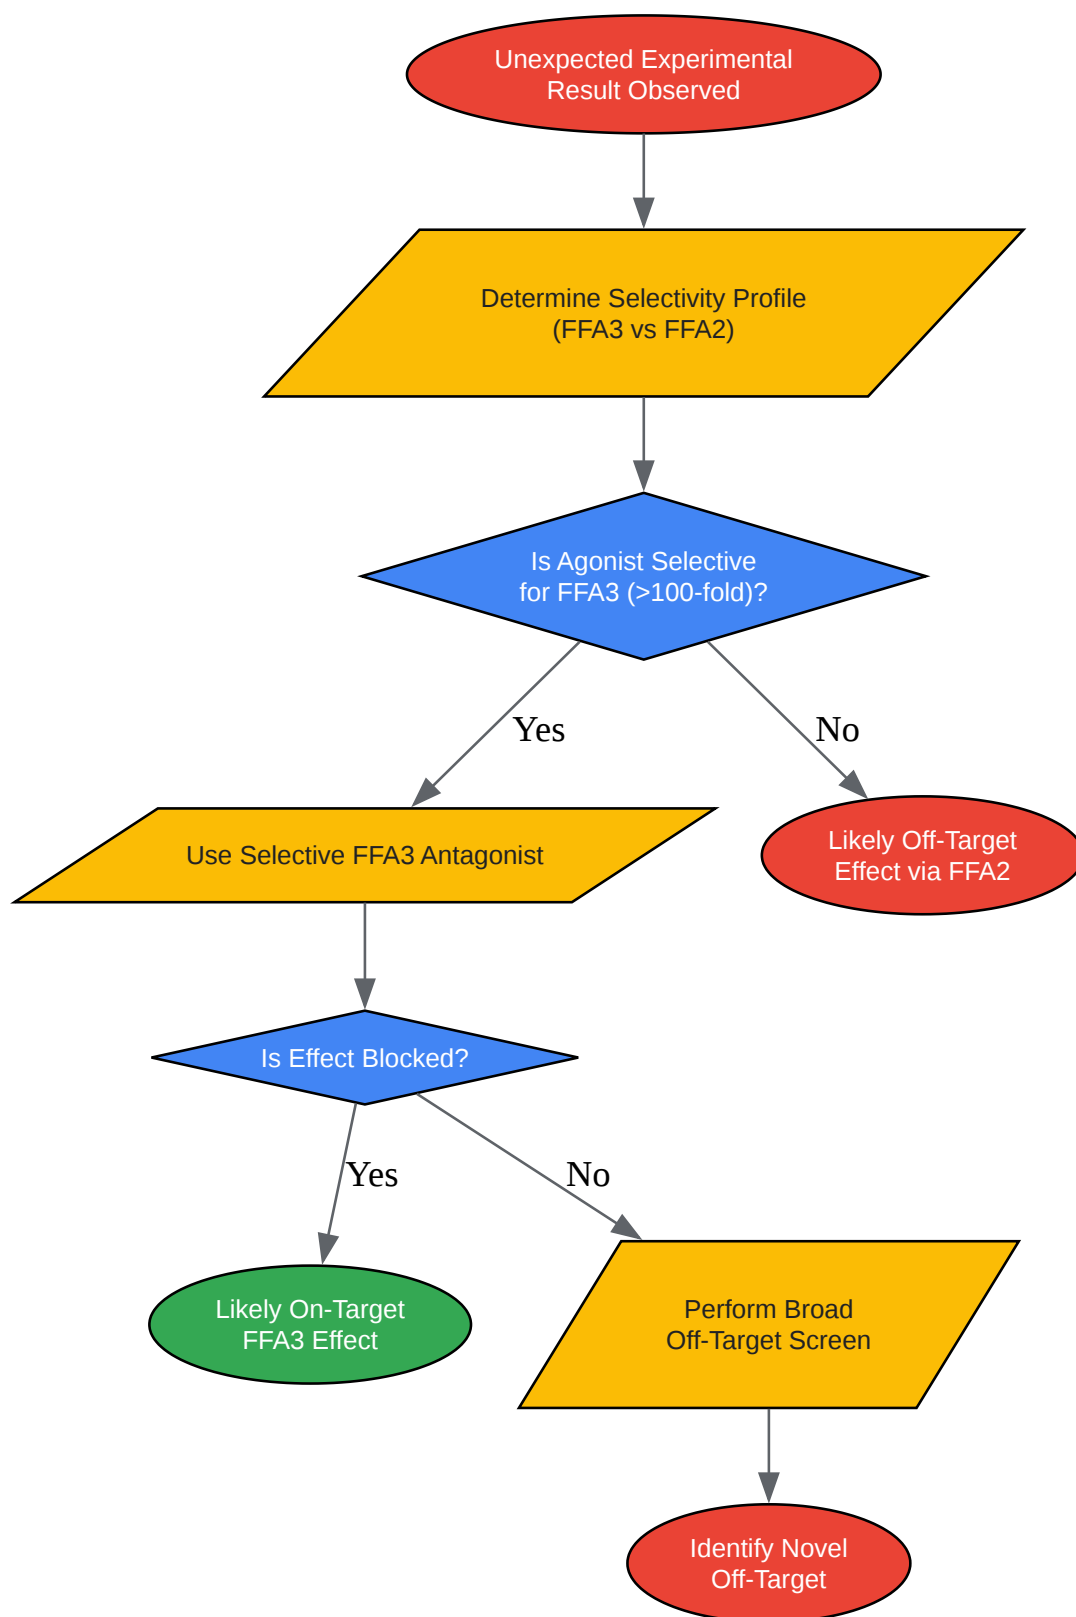 Unexpected Experimental
Result Observed
Determine Selectivity Profile
(FFA3 vs FFA2)
Is Agonist Selective
for FFA3 (>100-fold)?
Yes
No
Use Selective FFA3 Antagonist
Likely Off-Target
Effect via FFA2
Is Effect Blocked?
Yes
No
Likely On-Target
FFA3 Effect
Perform Broad
Off-Target Screen
Identify Novel
Off-Target